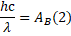 hc/λ = A_B(2)